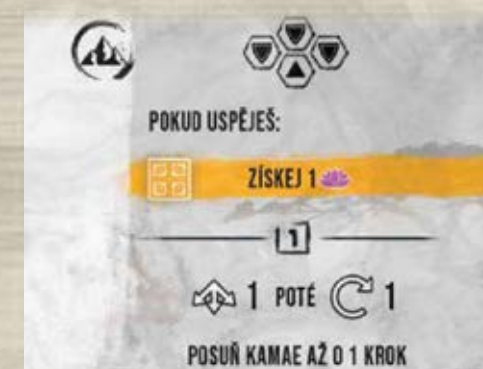 POKUD USPĚJEŠ:
ZÍSKEJ 1
1
1 POTÉ 1
POSUŇ KAMAE AŽ O 1 KROK